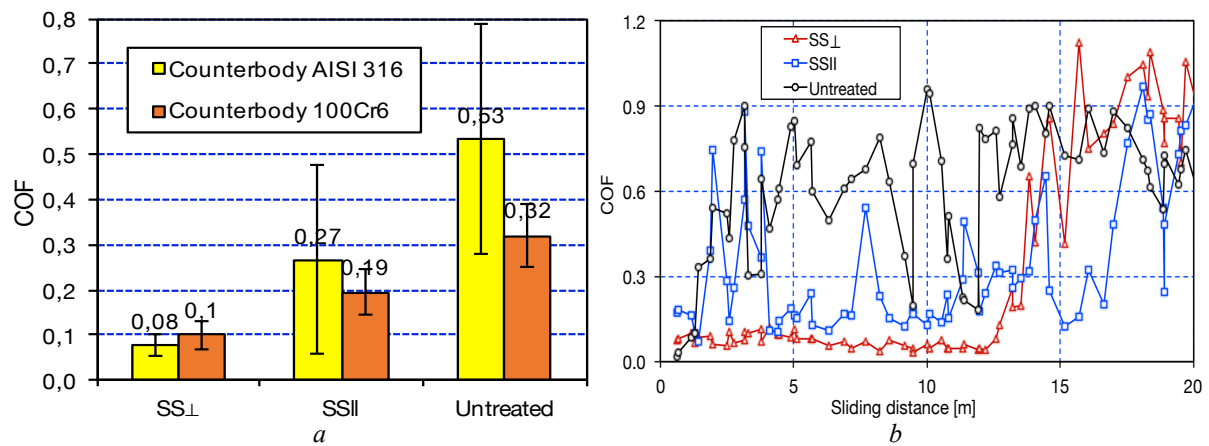 0,8
0,7
0,6
0,5
0,4
0,3
0,2
0,1
0,0
COF
Counterbody AISI 316
Counterbody 100Cr6
0,08
0,1
0,27
0,19
0,53
0,32
SS⊥
SSII
Untreated
a
1.2
0.9
0.6
0.3
0.0
COF
SS⊥
SSII
Untreated
0
5
10
15
20
Sliding distance [m]
b